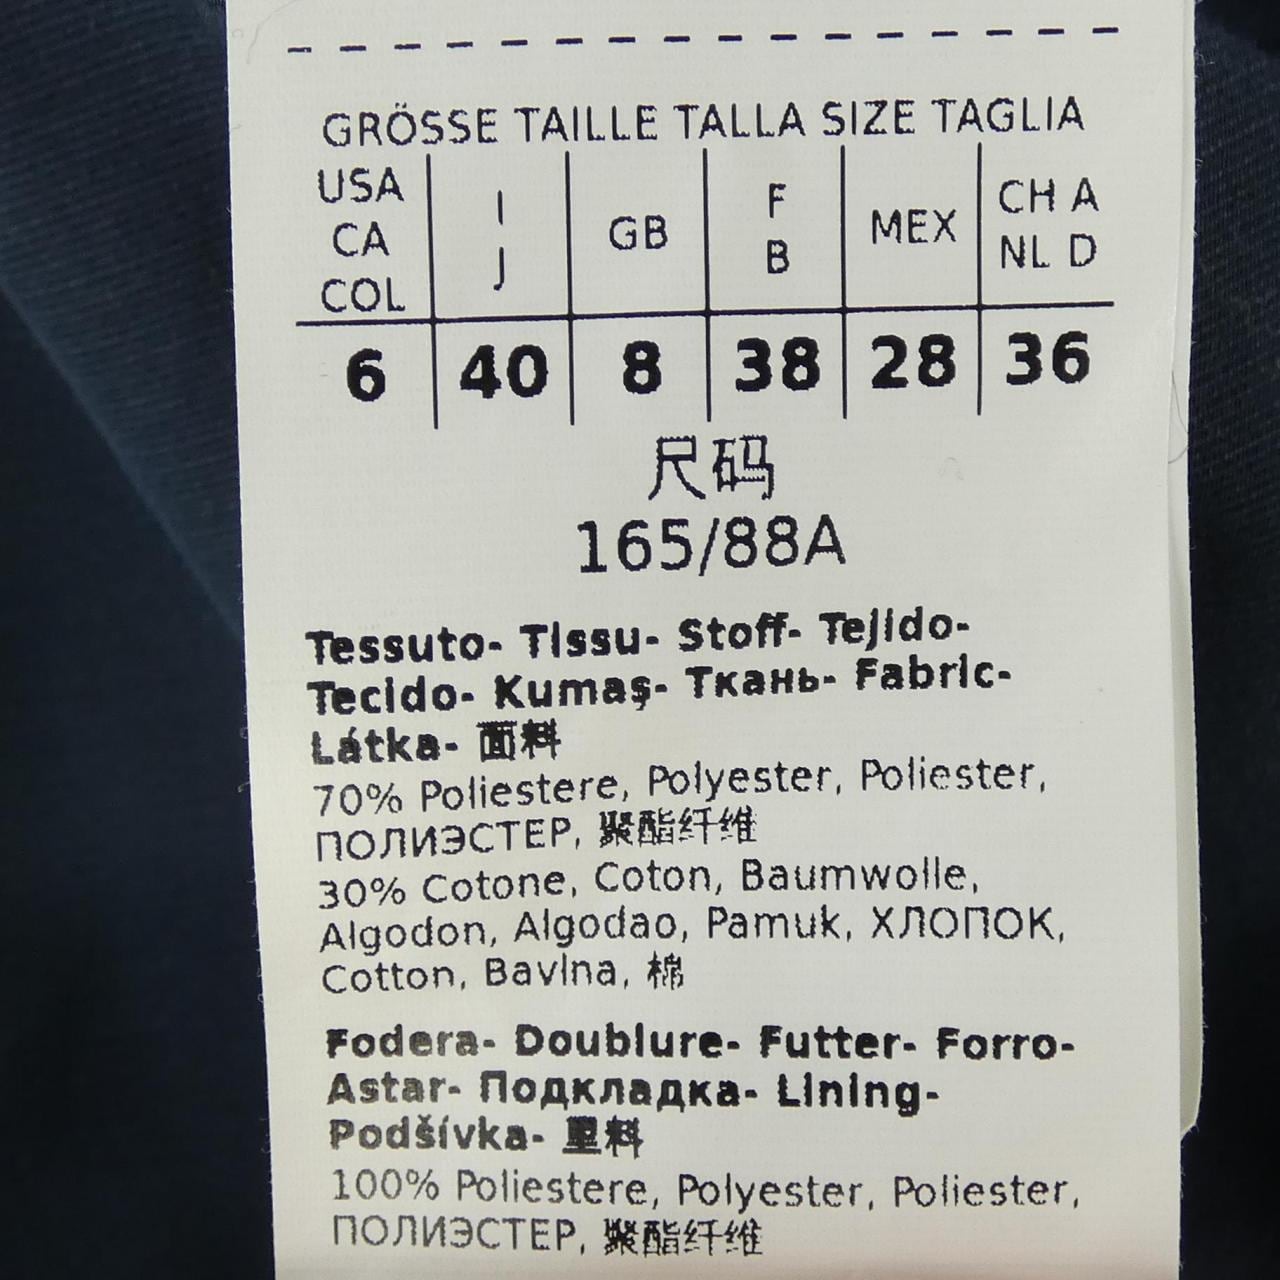 GRÖSSE TAILLE TALLA SIZE TAGLIA
USA CA COL I J GB F B MEX CH A NL D
6 40 8 38 28 36
尺码
165/88A
Tessuto- Tissu- Stoff- Tejido-
Tecido- Kumaş- Ткань- Fabric-
Látka- 面料
70% Poliestere, Polyester, Poliester,
ПОЛИЭСТЕР, 聚酯纤维
30% Cotone, Coton, Baumwolle,
Algodon, Algodao, Pamuk, ХЛОПОК,
Cotton, Bavlna, 棉
Fodera- Doublure- Futter- Forro-
Astar- Подкладка- Lining-
Podšívka- 里料
100% Poliestere, Polyester, Poliester,
ПОЛИЭСТЕР, 聚酯纤维